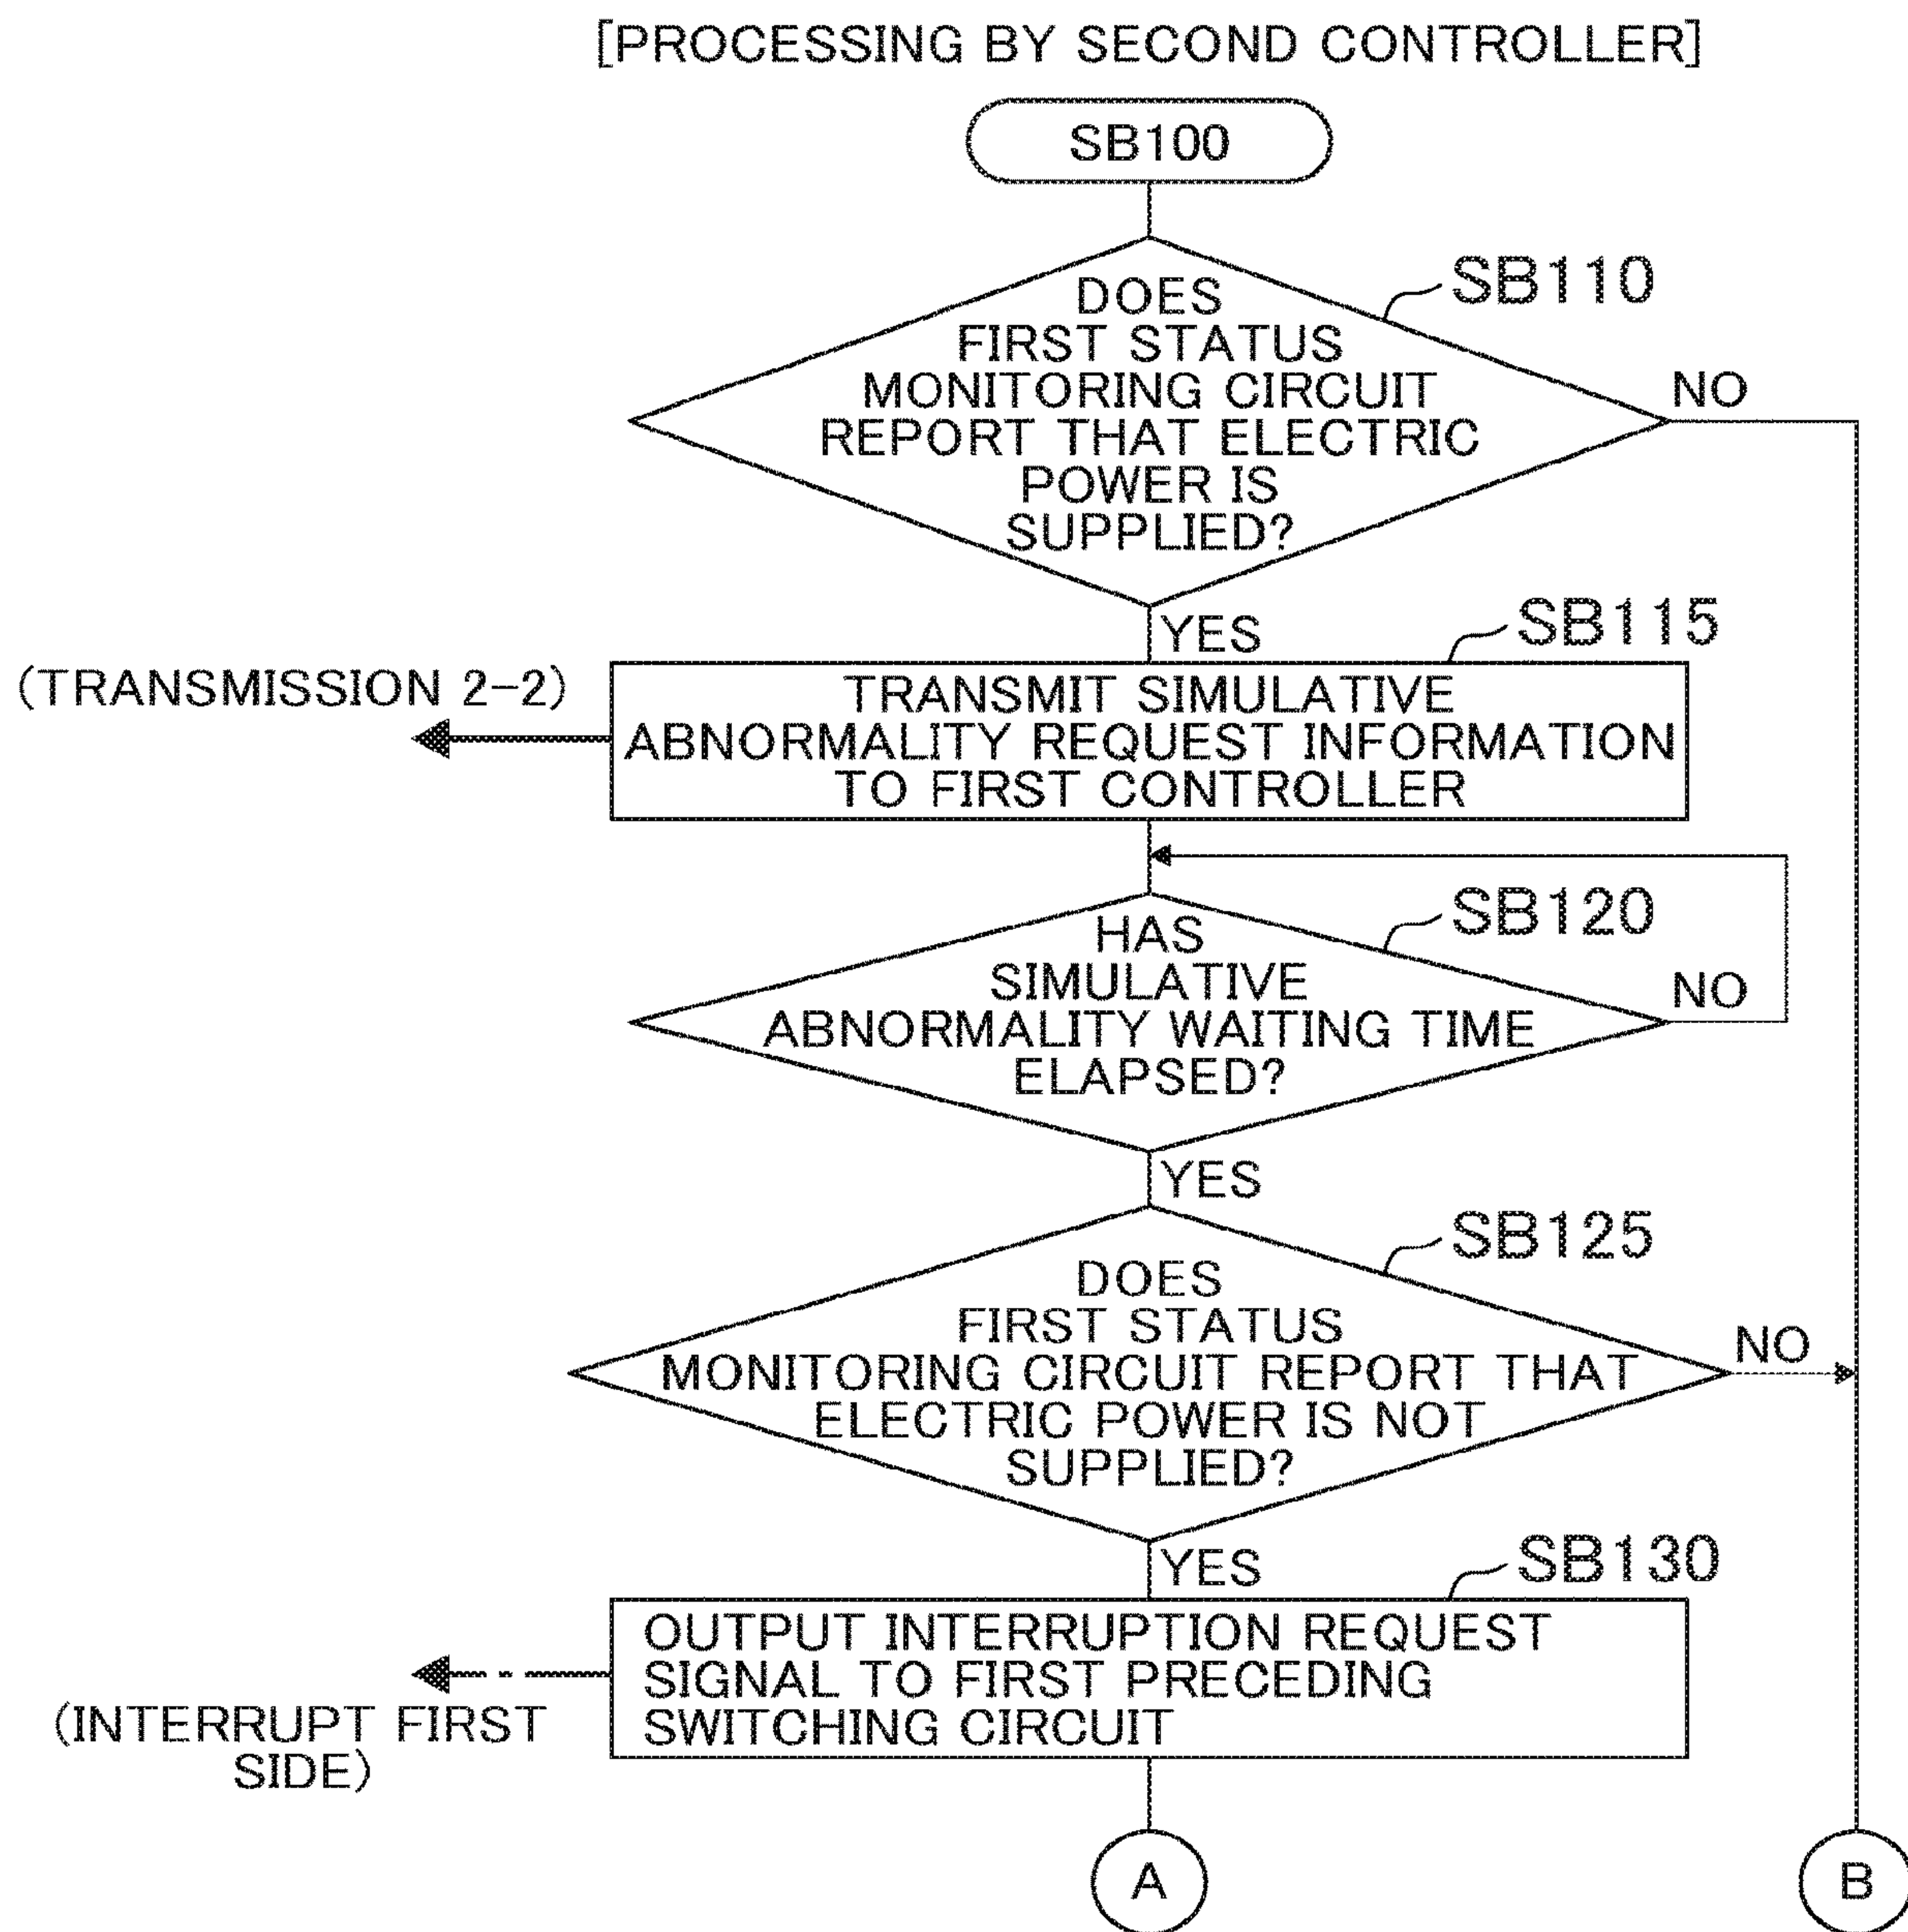 [PROCESSING BY SECOND CONTROLLER]
SB100
SB110
DOES
FIRST STATUS
MONITORING CIRCUIT
REPORT THAT ELECTRIC
POWER IS
SUPPLIED?
NO
YES
SB115
(TRANSMISSION 2-2)
TRANSMIT SIMULATIVE
ABNORMALITY REQUEST INFORMATION
TO FIRST CONTROLLER
SB120
HAS
SIMULATIVE
ABNORMALITY WAITING TIME
ELAPSED?
NO
YES
SB125
DOES
FIRST STATUS
MONITORING CIRCUIT REPORT THAT
ELECTRIC POWER IS NOT
SUPPLIED?
NO
YES
SB130
OUTPUT INTERRUPTION REQUEST
SIGNAL TO FIRST PRECEDING
SWITCHING CIRCUIT
(INTERRUPT FIRST
SIDE)
A
B